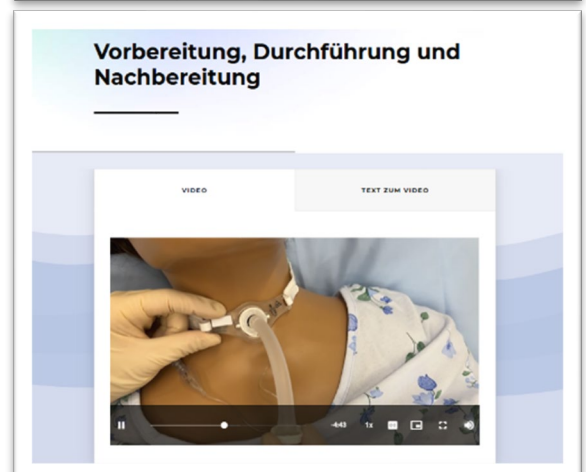 Vorbereitung, Durchführung und
Nachbereitung
VIDEO
TEXT ZUM VIDEO
-4:43
1x